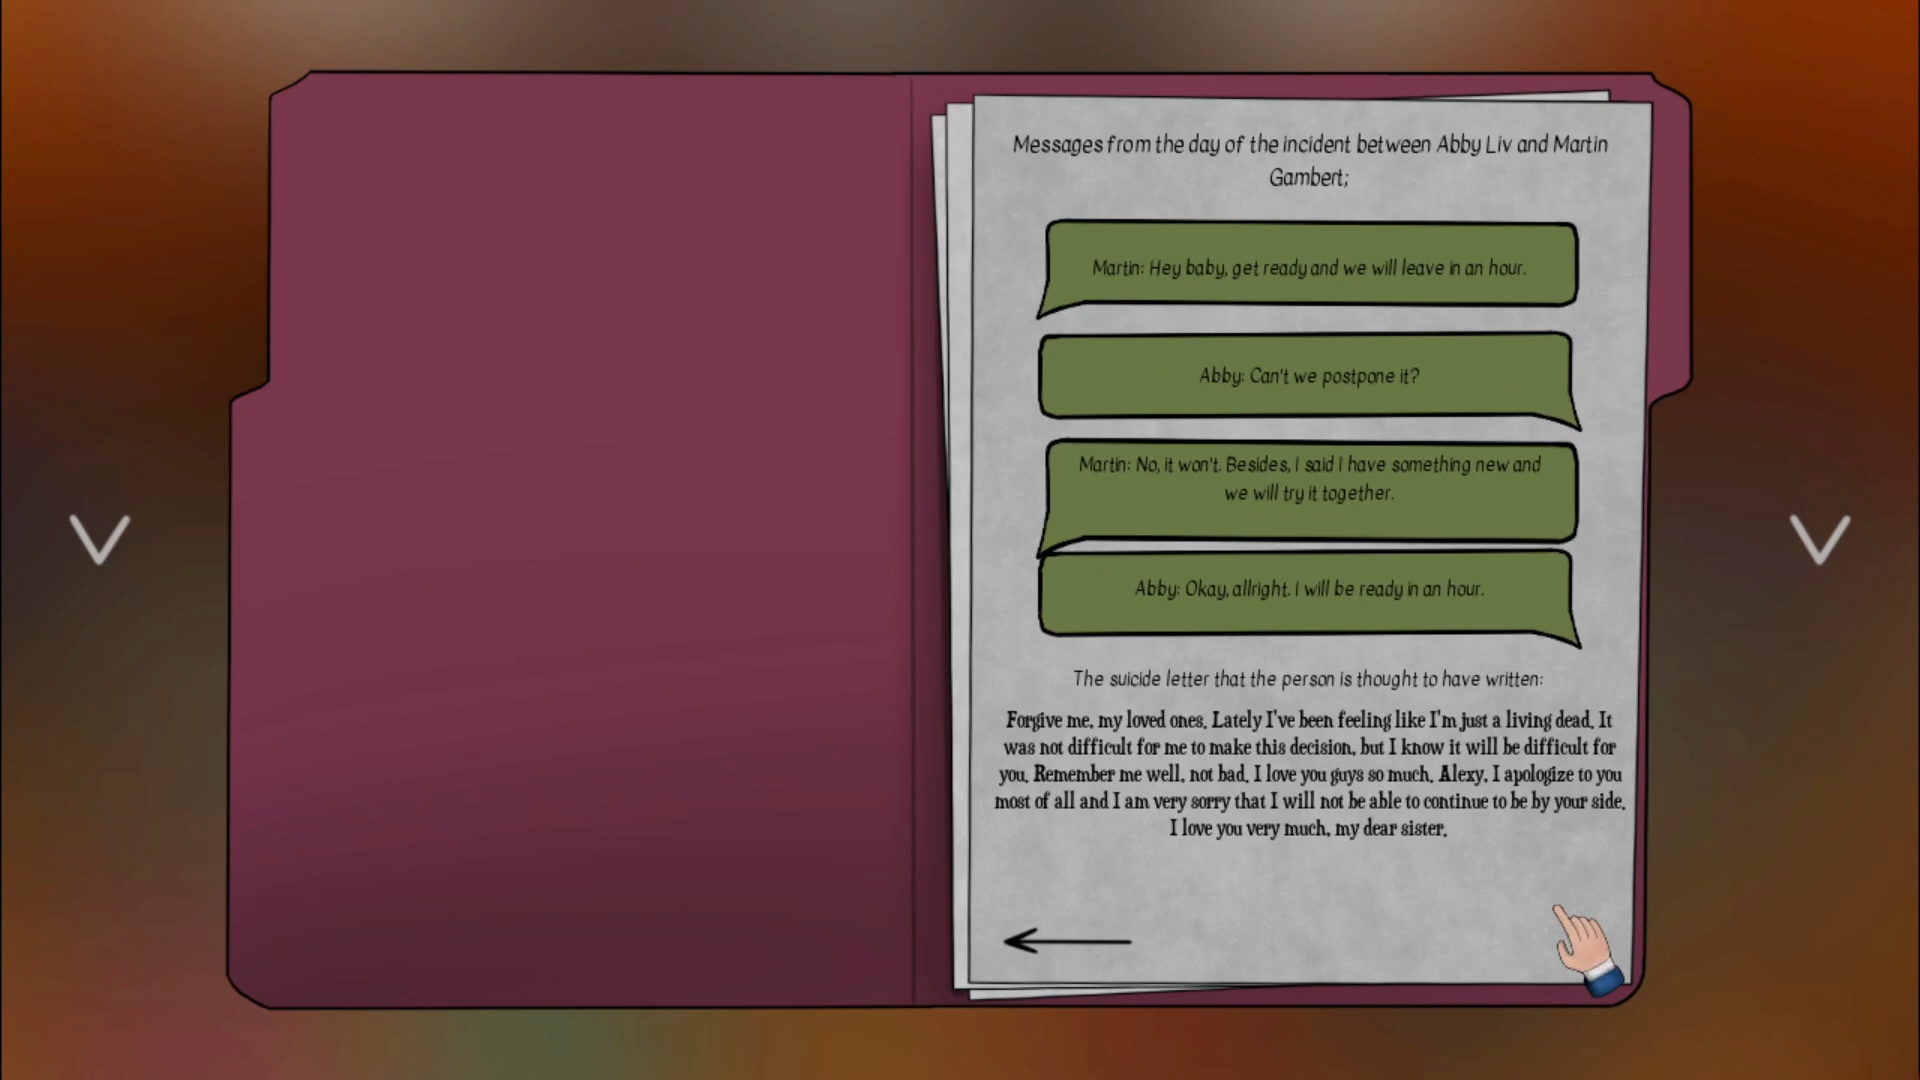 Messages from the day of the incident between Abby Liv and Martin
Gambert;
Martin: Hey baby, get ready and we will leave in an hour.
Abby: Can't we postpone it?
Martin: No, it won't. Besides, I said I have something new and
we will try it together.
Abby: Okay, allright. I will be ready in an hour.
The suicide letter that the person is thought to have written:
Forgive me, my loved ones. Lately I've been feeling like I'm just a living dead. It
was not difficult for me to make this decision, but I know it will be difficult for
you. Remember me well, not bad. I love you guys so much. Alexy, I apologize to you
most of all and I am very sorry that I will not be able to continue to be by your side.
I love you very much, my dear sister.